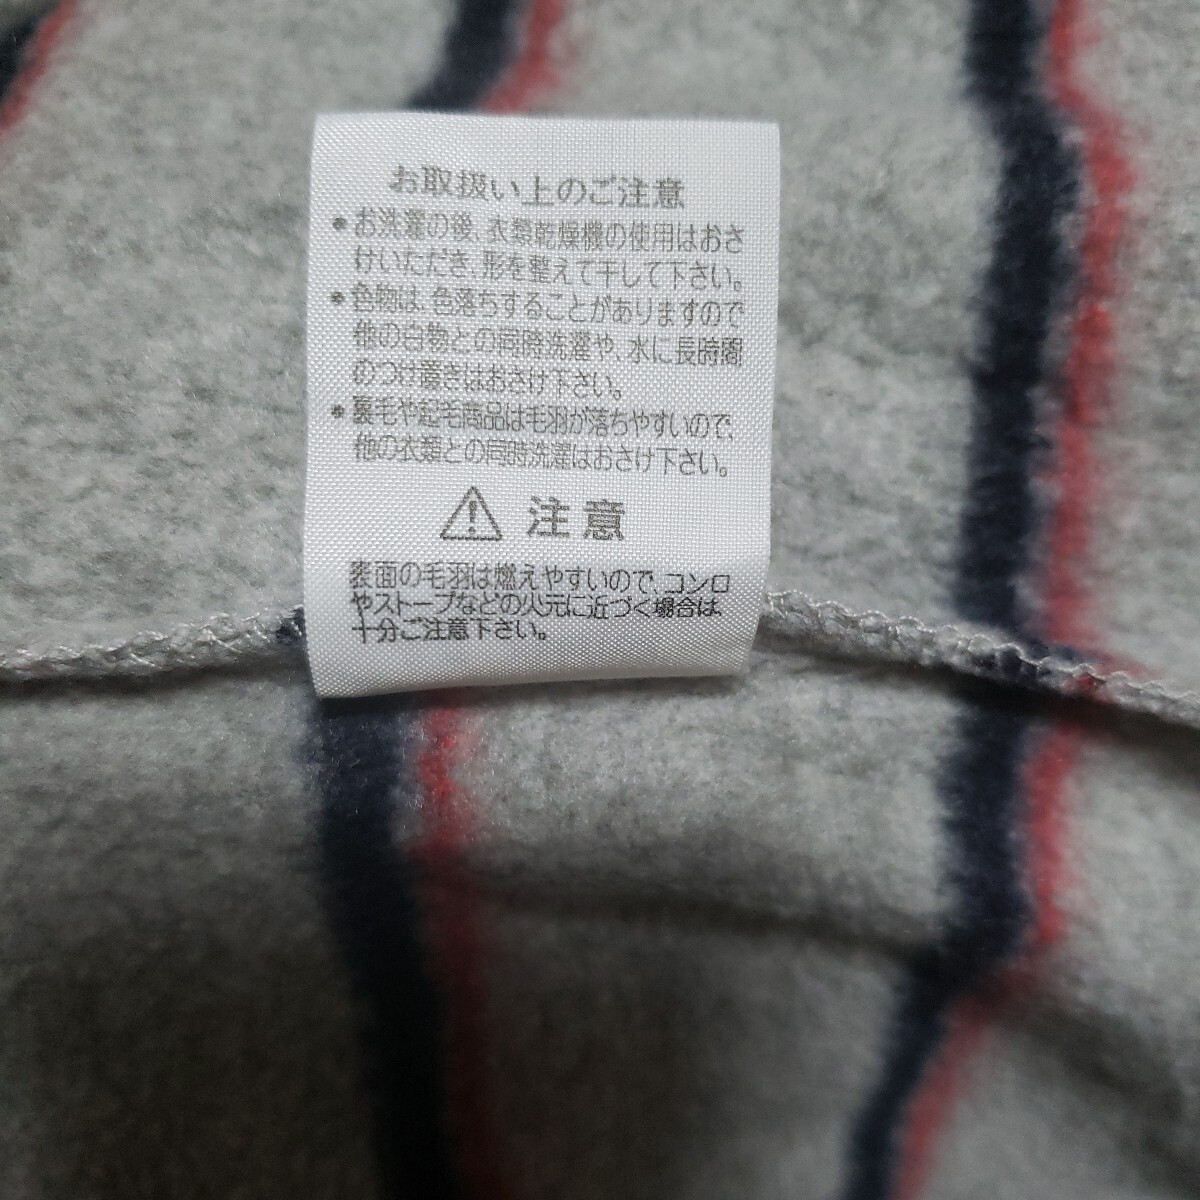 お取扱い上のご注意
●お洗濯の後、衣類乾燥機の使用はおさ
けいただき、形を整えて干して下さい。
●色物は、色落ちすることがありますので
他の白物との同時洗濯や、水に長時間
のつけ置きはおさけ下さい。
●裏毛や起毛商品は毛羽が落ちやすいので、
他の衣類との同時洗濯はおさけ下さい。
⚠ 注意
表面の毛羽は燃えやすいので、コンロ
やストーブなどの火元に近づく場合は、
十分ご注意下さい。